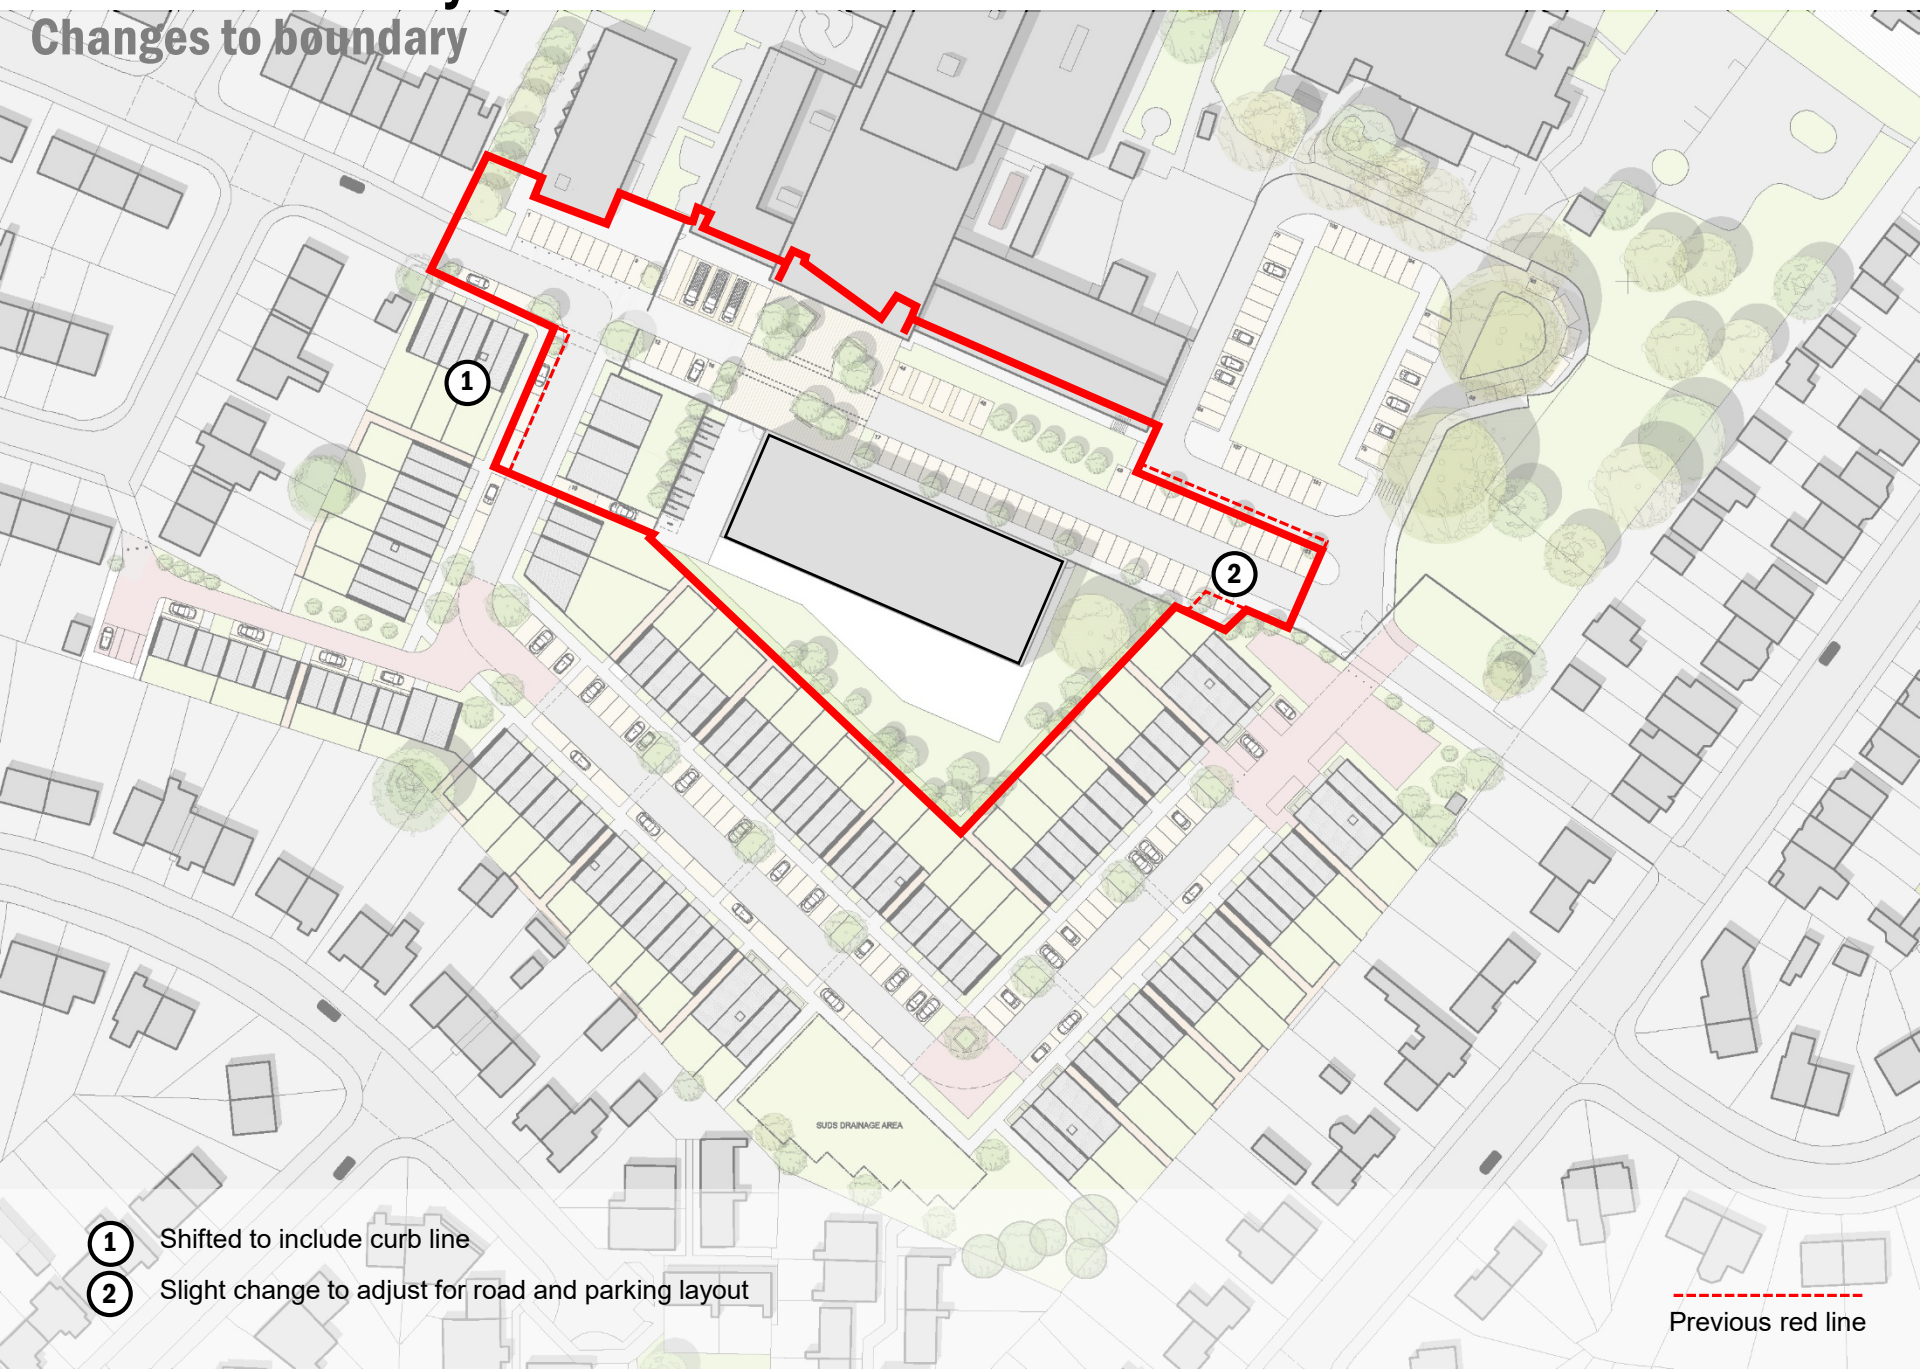 Changes to boundary
1
2
SUDS DRAINAGE AREA
1 Shifted to include curb line
2 Slight change to adjust for road and parking layout
Previous red line